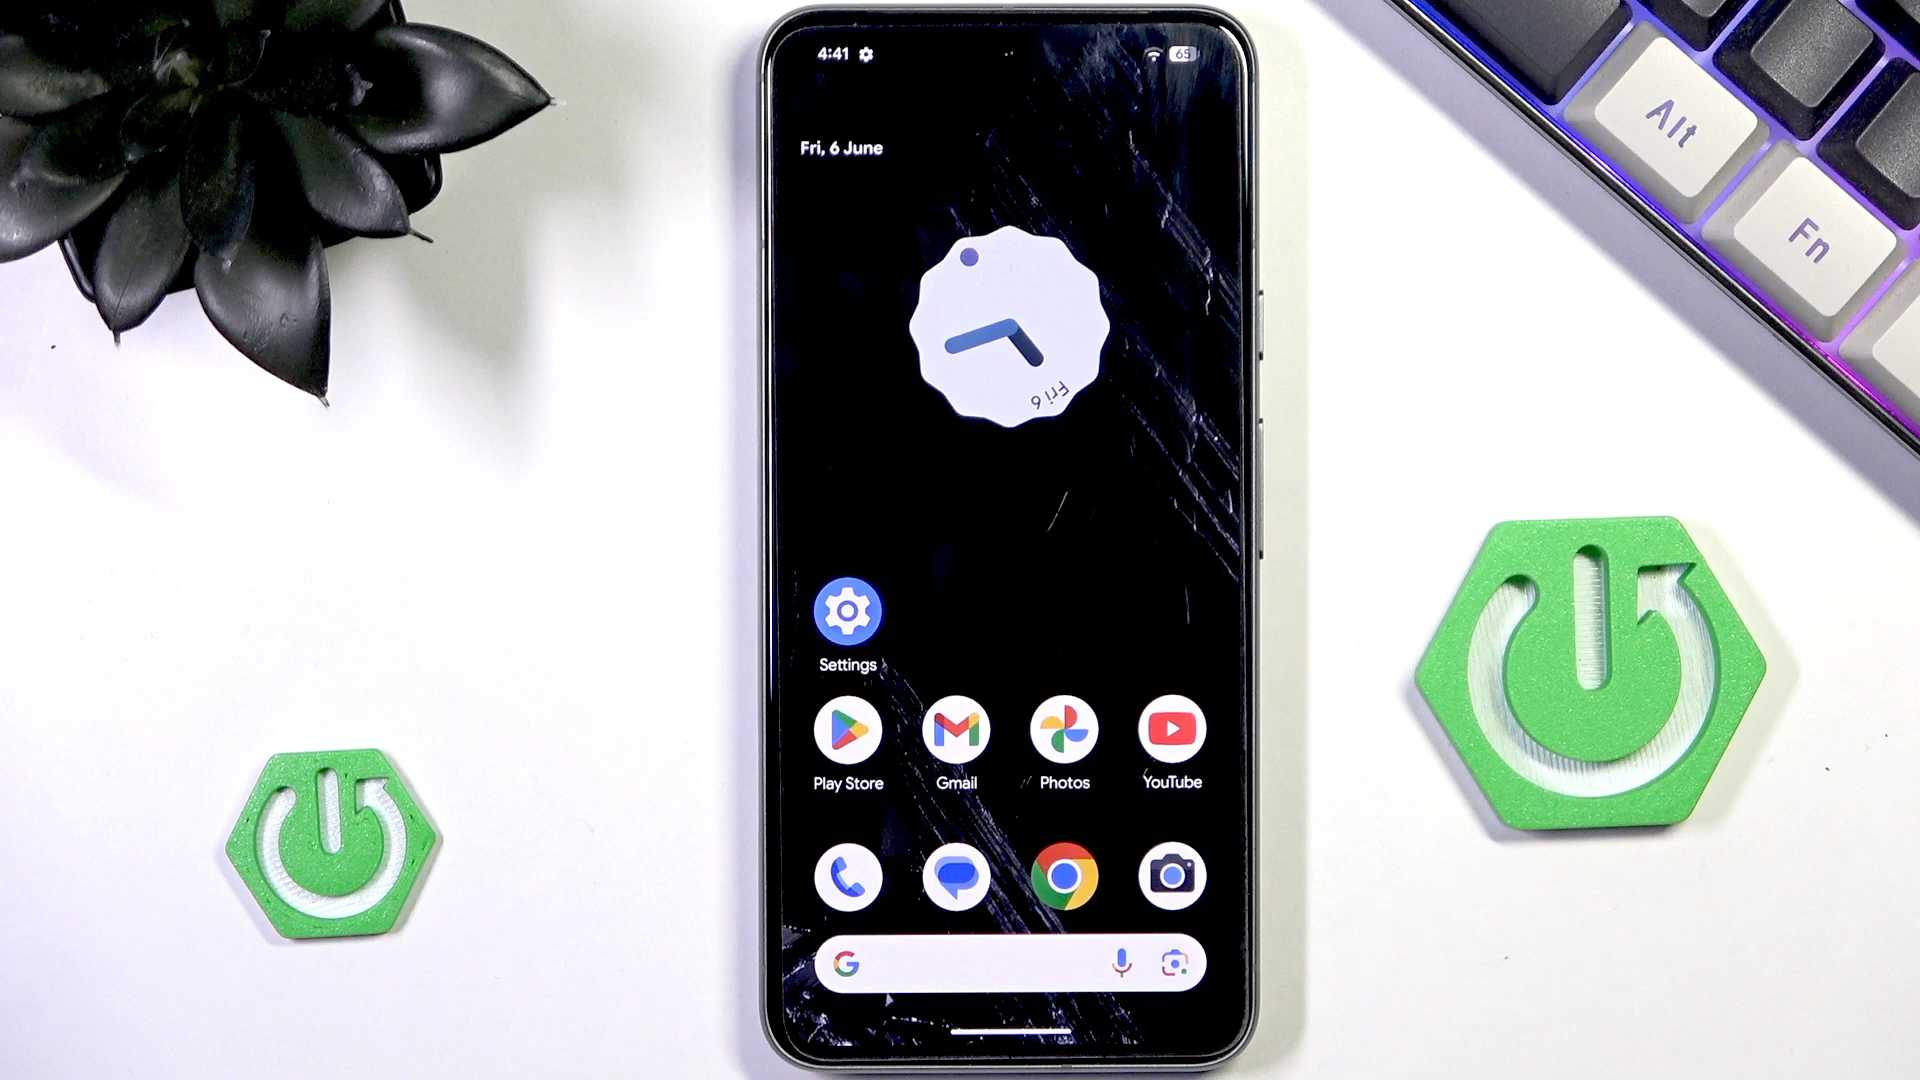 4:41
65
Fri, 6 June
Fri 6
Settings
Play Store
Gmail
Photos
YouTube
Alt
Fn